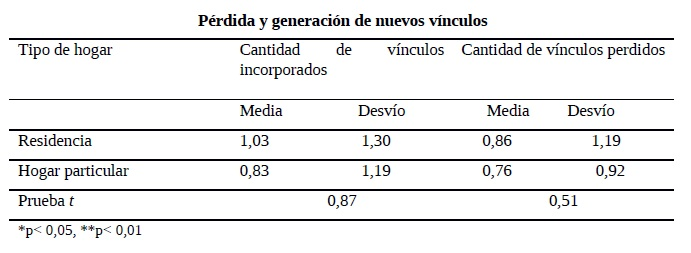 Pérdida y generación de nuevos vínculos
Tipo de hogar Cantidad de vínculos Cantidad de vínculos perdidos
incorporados
Media Desvío Media Desvío
Residencia 1,03 1,30 0,86 1,19
Hogar particular 0,83 1,19 0,76 0,92
Prueba t 0,87 0,51
*p< 0,05, **p< 0,01